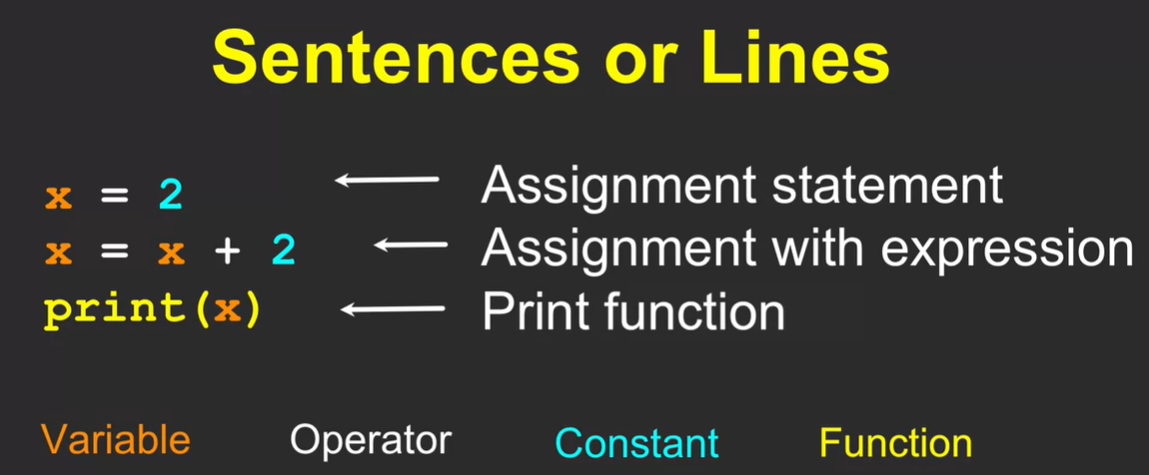 Sentences or Lines
x = 2 Assignment statement
x = x + 2 Assignment with expression
print(x) Print function
Variable Operator Constant Function